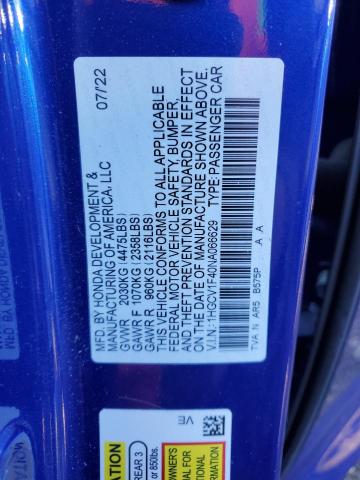 MFD. BY HONDA DEVELOPMENT & 07/22
MANUFACTURING OF AMERICA, LLC
GVWR 2030KG (4475LBS)
GAWR F 1070KG (2358LBS)
GAWR R 960KG (2116LBS)
THIS VEHICLE CONFORMS TO ALL APPLICABLE
FEDERAL MOTOR VEHICLE SAFETY, BUMPER,
AND THEFT PREVENTION STANDARDS IN EFFECT
ON THE DATE OF MANUFACTURE SHOWN ABOVE.
V.I.N.: 1HGCV1F40NA066629 TYPE: PASSENGER CAR
TVA N AR5 B575P A A
VE
REAR 3